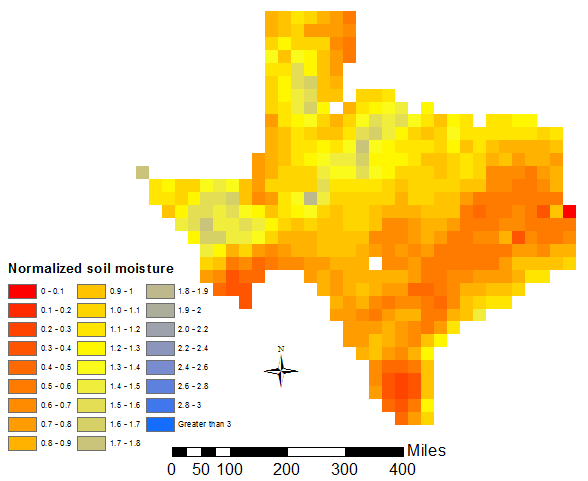 Normalized soil moisture
0 - 0.1
0.1 - 0.2
0.2 - 0.3
0.3 - 0.4
0.4 - 0.5
0.5 - 0.6
0.6 - 0.7
0.7 - 0.8
0.8 - 0.9
0.9 - 1
1.0 - 1.1
1.1 - 1.2
1.2 - 1.3
1.3 - 1.4
1.4 - 1.5
1.5 - 1.6
1.6 - 1.7
1.7 - 1.8
1.8 - 1.9
1.9 - 2
2.0 - 2.2
2.2 - 2.4
2.4 - 2.6
2.6 - 2.8
2.8 - 3
Greater than 3
N
Miles
0 50 100 200 300 400